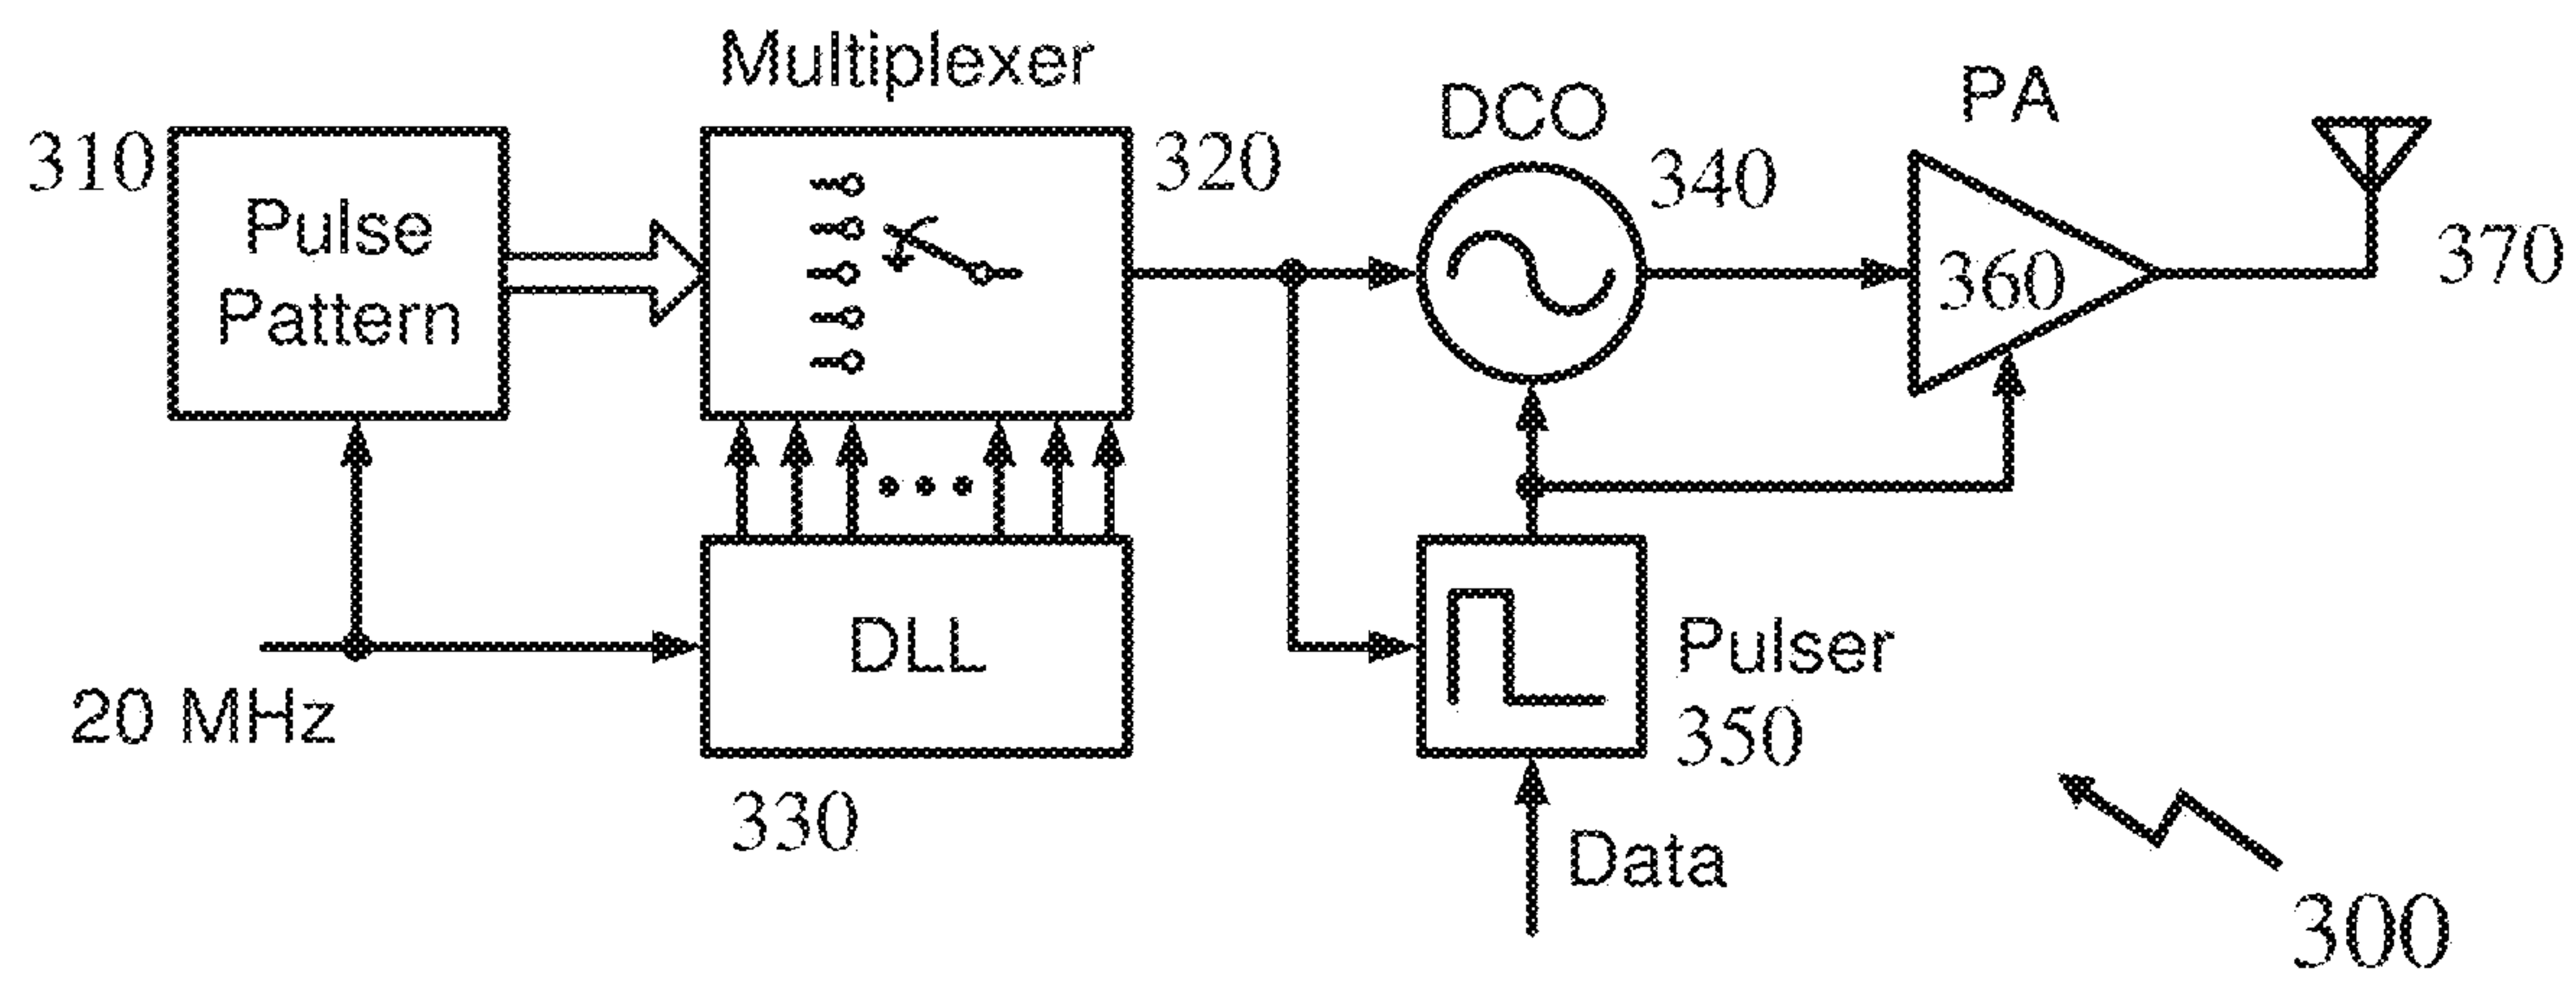 Multiplexer
DCO
PA
310
Pulse
Pattern
320
340
360
370
20 MHz
DLL
330
Pulser
350
Data
300